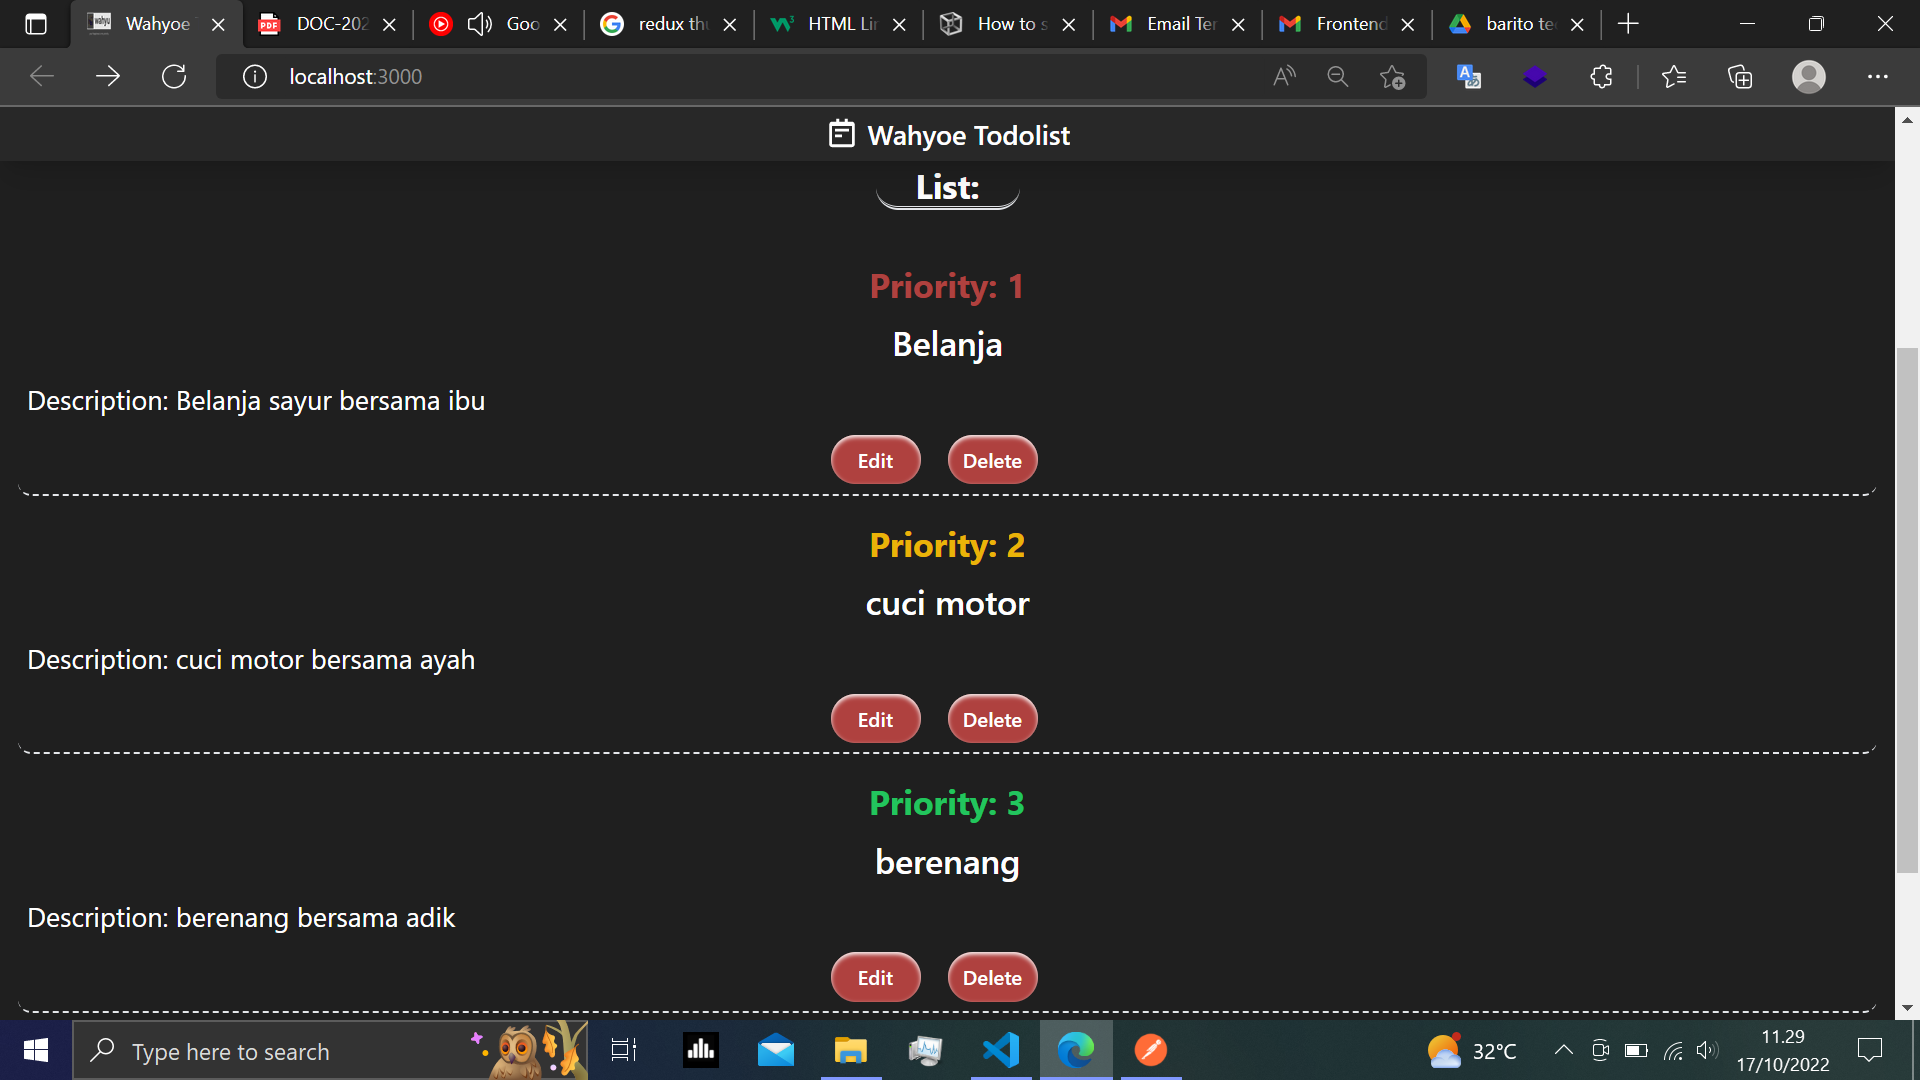 Wahyoe
DOC-202
PDF
Goo
redux thu
HTML Lin
How to s
Email Ter
Frontend
barito te
localhost:3000
Wahyoe Todolist
List:
Priority: 1
Belanja
Description: Belanja sayur bersama ibu
Edit Delete
Priority: 2
cuci motor
Description: cuci motor bersama ayah
Edit Delete
Priority: 3
berenang
Description: berenang bersama adik
Edit Delete
Type here to search
32°C
11.29
17/10/2022